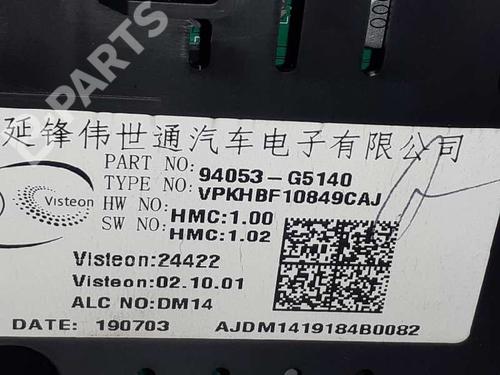 B-PARTS
延锋伟世通汽车电子有限公司
Visteon
PART NO: 94053-G5140
TYPE NO: VPKHBF10849CAJ
HW NO: HMC:1.00
SW NO: HMC:1.02
Visteon:24422
Visteon:02.10.01
ALC NO:DM14
DATE: 190703 AJDM1419184B0082